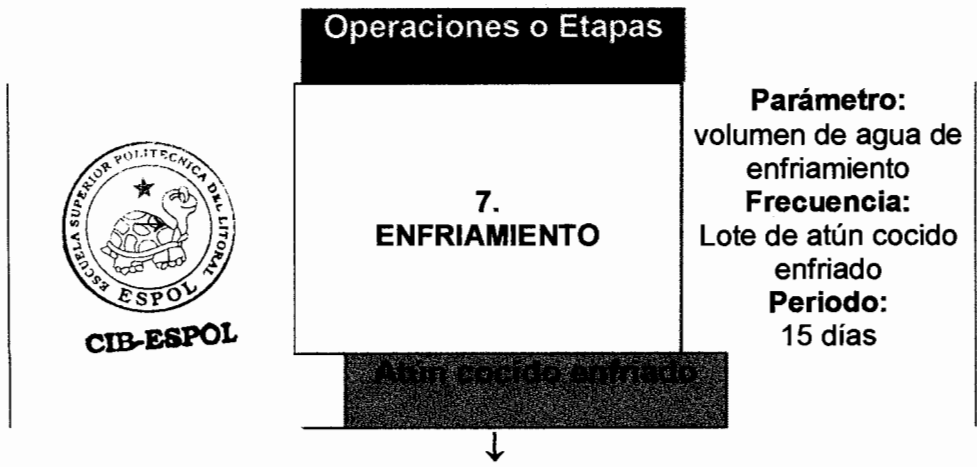 Operaciones o Etapas
ESCUELA SUPERIOR POLITECNICA DEL LITORAL
ESPOL
CIB-ESPOL
7.
ENFRIAMIENTO
Parámetro:
volumen de agua de
enfriamiento
Frecuencia:
Lote de atún cocido
enfriado
Periodo:
15 días
Atún cocido enfriado
↓